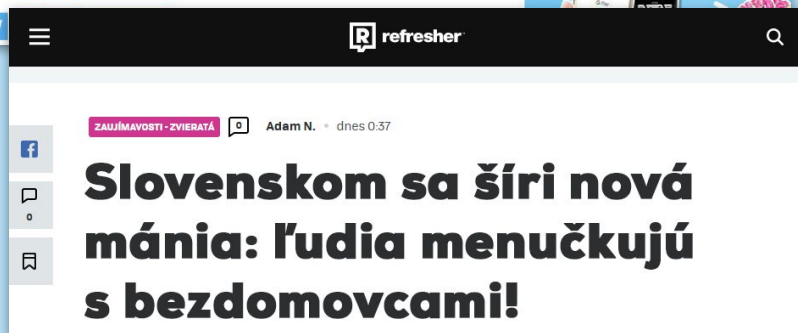 refresher
ZAUJÍMAVOSTI - ZVIERATÁ 0 Adam N. • dnes 0:37
Slovenskom sa šíri nová
mánia: ľudia menučkujú
s bezdomovcami!
0